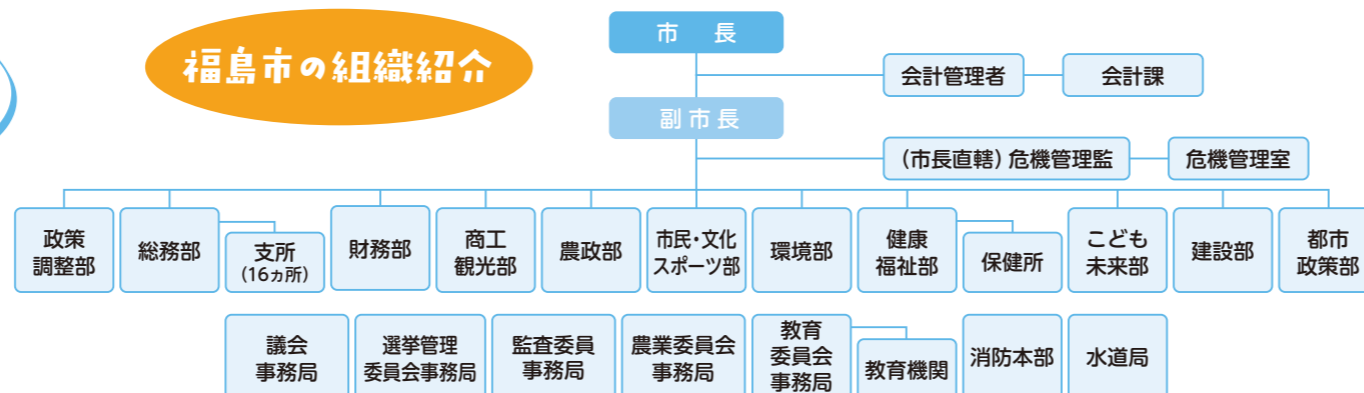 福島市の組織紹介
市 長
会計管理者
会計課
副市長
(市長直轄)危機管理監
危機管理室
政策
調整部
総務部
支所
(16ヵ所)
財務部
商工
観光部
農政部
市民・文化
スポーツ部
環境部
健康
福祉部
保健所
こども
未来部
建設部
都市
政策部
議会
事務局
選挙管理
委員会事務局
監査委員
事務局
農業委員会
事務局
教育
委員会
事務局
教育機関
消防本部
水道局